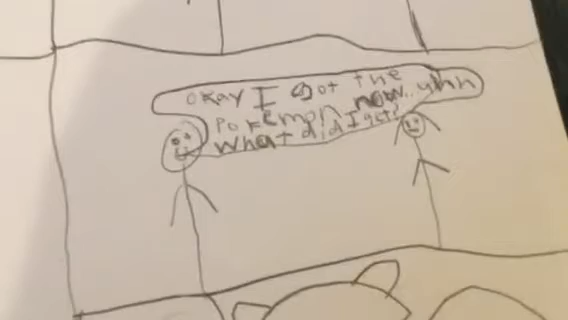 okay I got the
Pokemon now.. uhh
what did I get?